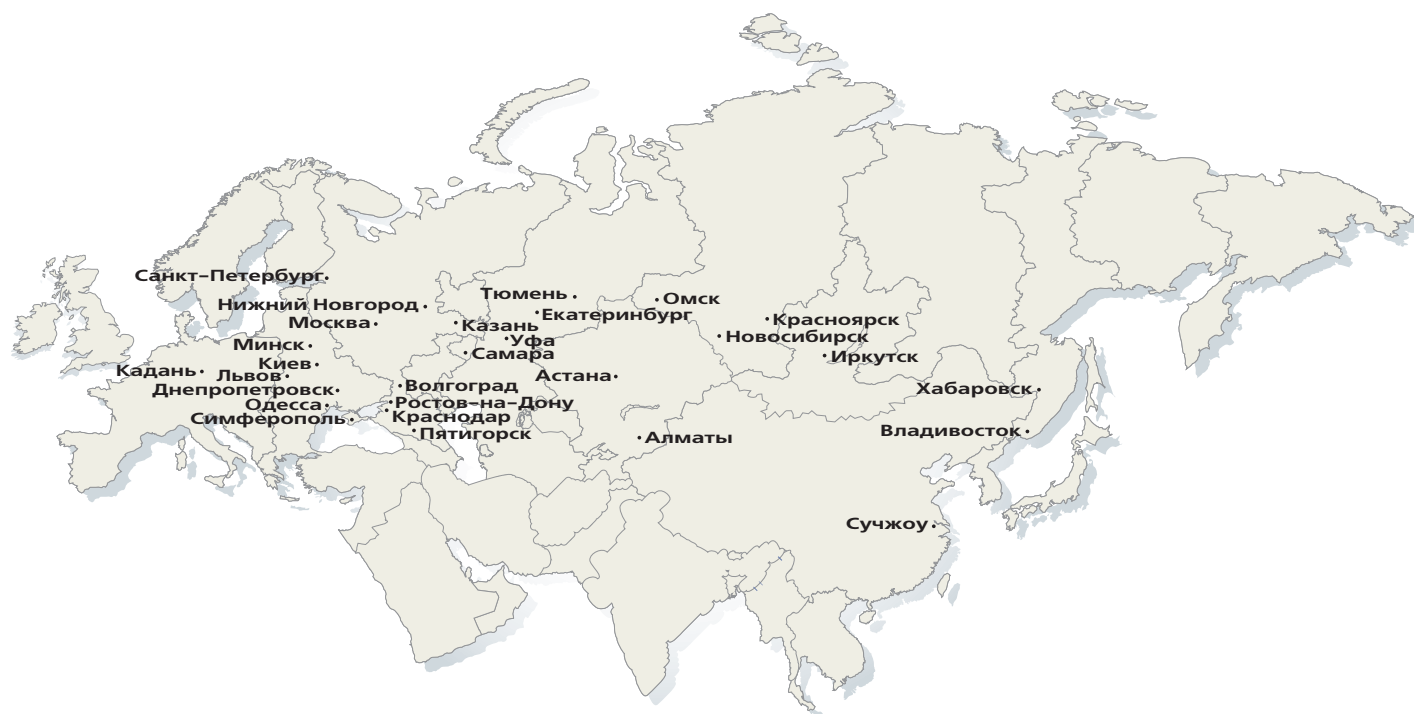 Санкт-Петербург
Тюмень
Омск
Нижний Новгород
Екатеринбург
Москва
Казань
Красноярск
Новосибирск
Уфа
Минск
Самара
Иркутск
Киев
Кадань
Львов
Астана
Днепропетровск
Волгоград
Хабаровск
Одесса
Ростов-на-Дону
Симферополь
Краснодар
Пятигорск
Владивосток
Алматы
Сучжоу